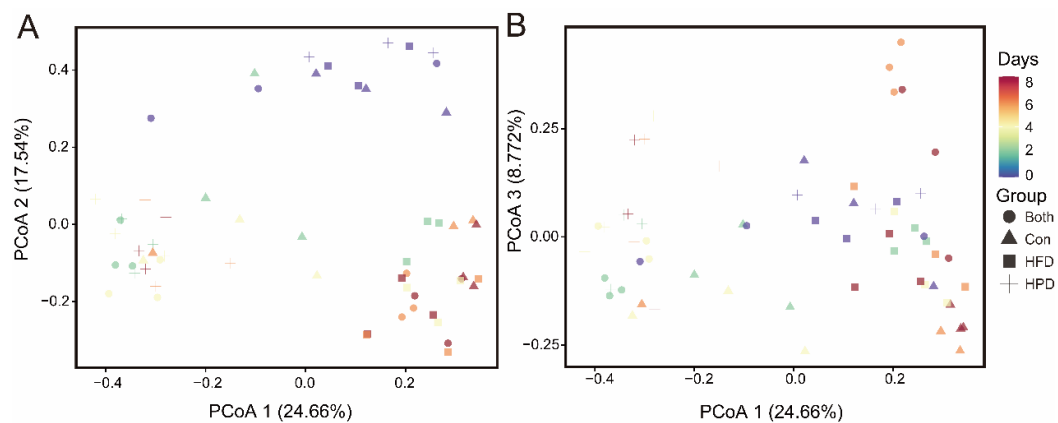 A
B
0.4
0.2
0.0
−0.2
PCoA 2 (17.54%)
−0.4
−0.2
0.0
0.2
PCoA 1 (24.66%)
0.25
0.00
−0.25
PCoA 3 (8.772%)
−0.4
−0.2
0.0
0.2
PCoA 1 (24.66%)
Days
8
6
4
2
0
Group
Both
Con
HFD
HPD